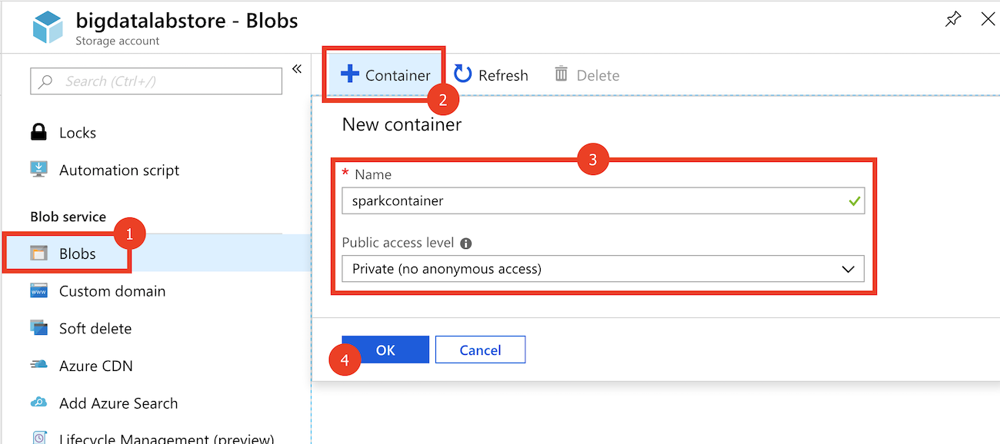 bigdatalabstore - Blobs
Storage account
Search (Ctrl+/)
«
Locks
Automation script
Blob service
1
Blobs
Custom domain
Soft delete
Azure CDN
Add Azure Search
Lifecycle Management (preview)
Container
Refresh
Delete
2
New container
3
* Name
sparkcontainer
Public access level
Private (no anonymous access)
4
OK
Cancel